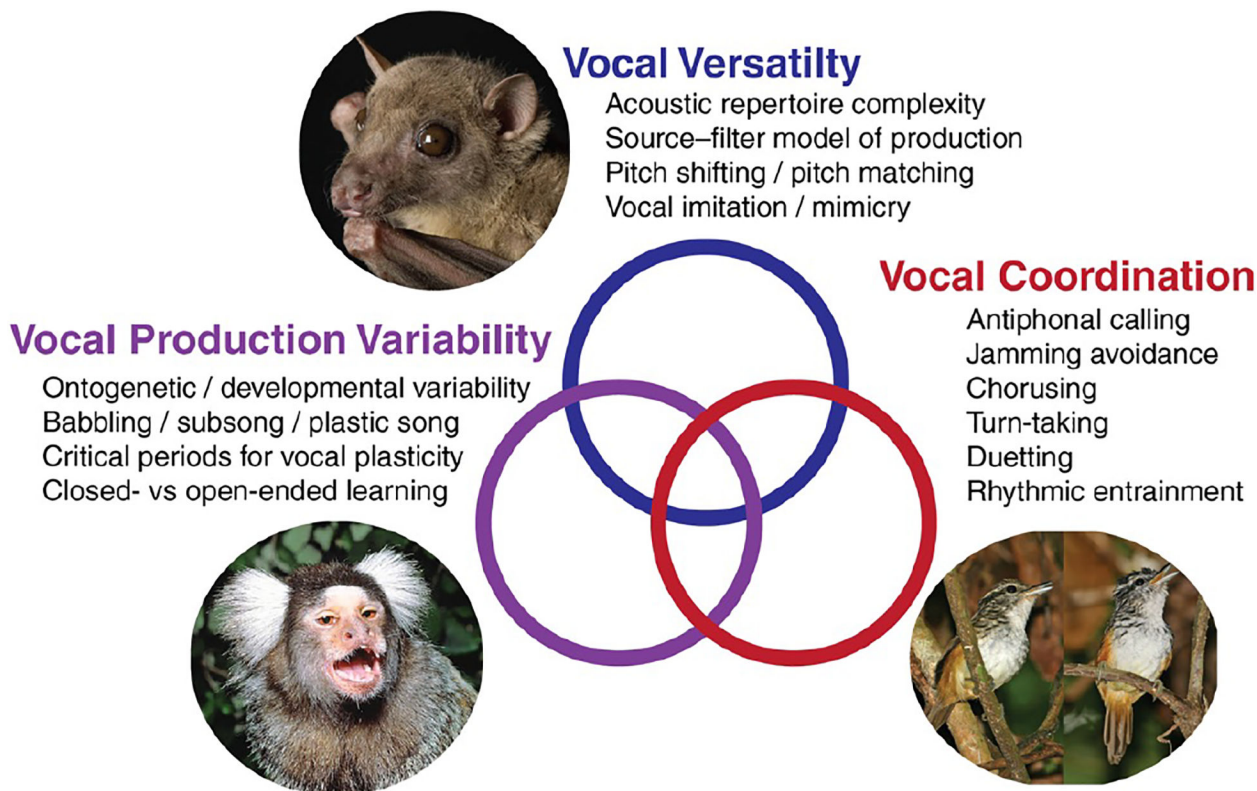 Vocal Versatilty
Acoustic repertoire complexity
Source–filter model of production
Pitch shifting / pitch matching
Vocal imitation / mimicry
Vocal Coordination
Antiphonal calling
Jamming avoidance
Chorusing
Turn-taking
Duetting
Rhythmic entrainment
Vocal Production Variability
Ontogenetic / developmental variability
Babbling / subsong / plastic song
Critical periods for vocal plasticity
Closed- vs open-ended learning